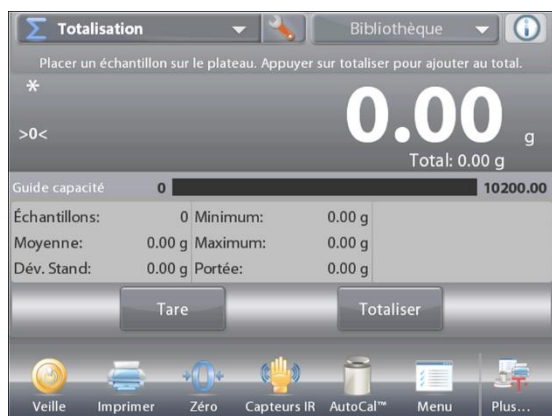 Σ Totalisation Bibliothèque
Placer un échantillon sur le plateau. Appuyer sur totaliser pour ajouter au total.
*
0.00 g
>0<
Total: 0.00 g
Guide capacité 0 10200.00
Échantillons: 0 Minimum: 0.00 g
Moyenne: 0.00 g Maximum: 0.00 g
Dév. Stand: 0.00 g Portée: 0.00 g
Tare Totaliser
Veille Imprimer Zéro Capteurs IR AutoCal™ Menu Plus...